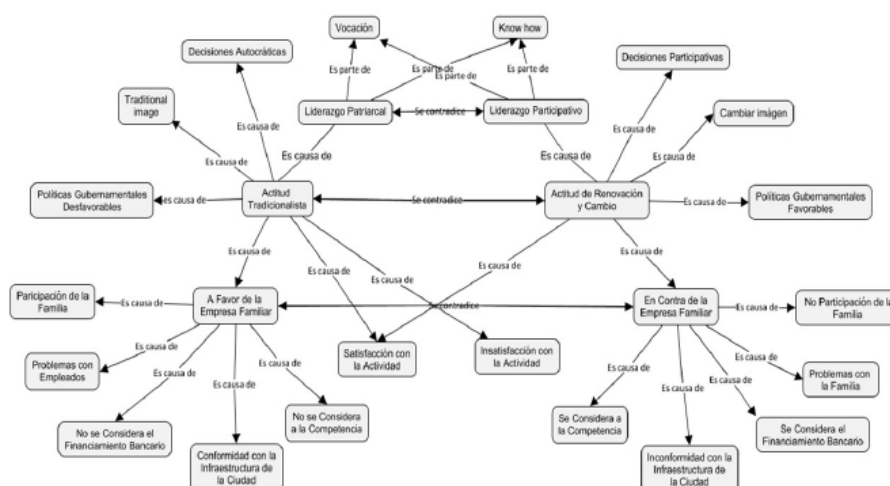 Vocación
Know how
Decisiones Autocráticas
Decisiones Participativas
Es parte de
Es parte de
Es parte de
Es parte de
Traditional
image
Liderazgo Patriarcal
Se contradice
Liderazgo Participativo
Cambiar imágen
Es causa de
Es causa de
Es causa de
Es causa de
Es causa de
Es causa de
Políticas Gubernamentales
Desfavorables
es causa de
Actitud
Tradicionalista
Se contradice
Actitud de Renovación
y Cambio
Es causa de
Políticas Gubernamentales
Favorables
Es causa de
Es causa de
Es causa de
Es causa de
Es causa de
Paricipación de la
Familia
Es causa de
A Favor de la
Empresa Familiar
Se contradice
En Contra de la
Empresa Familiar
Es causa de
No Participación de la
Familia
Problemas con
Empleados
Es causa de
Es causa de
Es causa de
Es causa de
Satisfacción con
la Actividad
Insatisfacción con
la Actividad
Es causa de
Es causa de
Es causa de
Es causa de
Problemas con
la Familia
No se Considera el
Financiamiento Bancario
No se Considera
a la Competencia
Se Considera a
la Competencia
Se Considera el
Financiamiento Bancario
Conformidad con la
Infraestructura de
la Ciudad
Inconformidad con la
Infraestructura de la
Ciudad